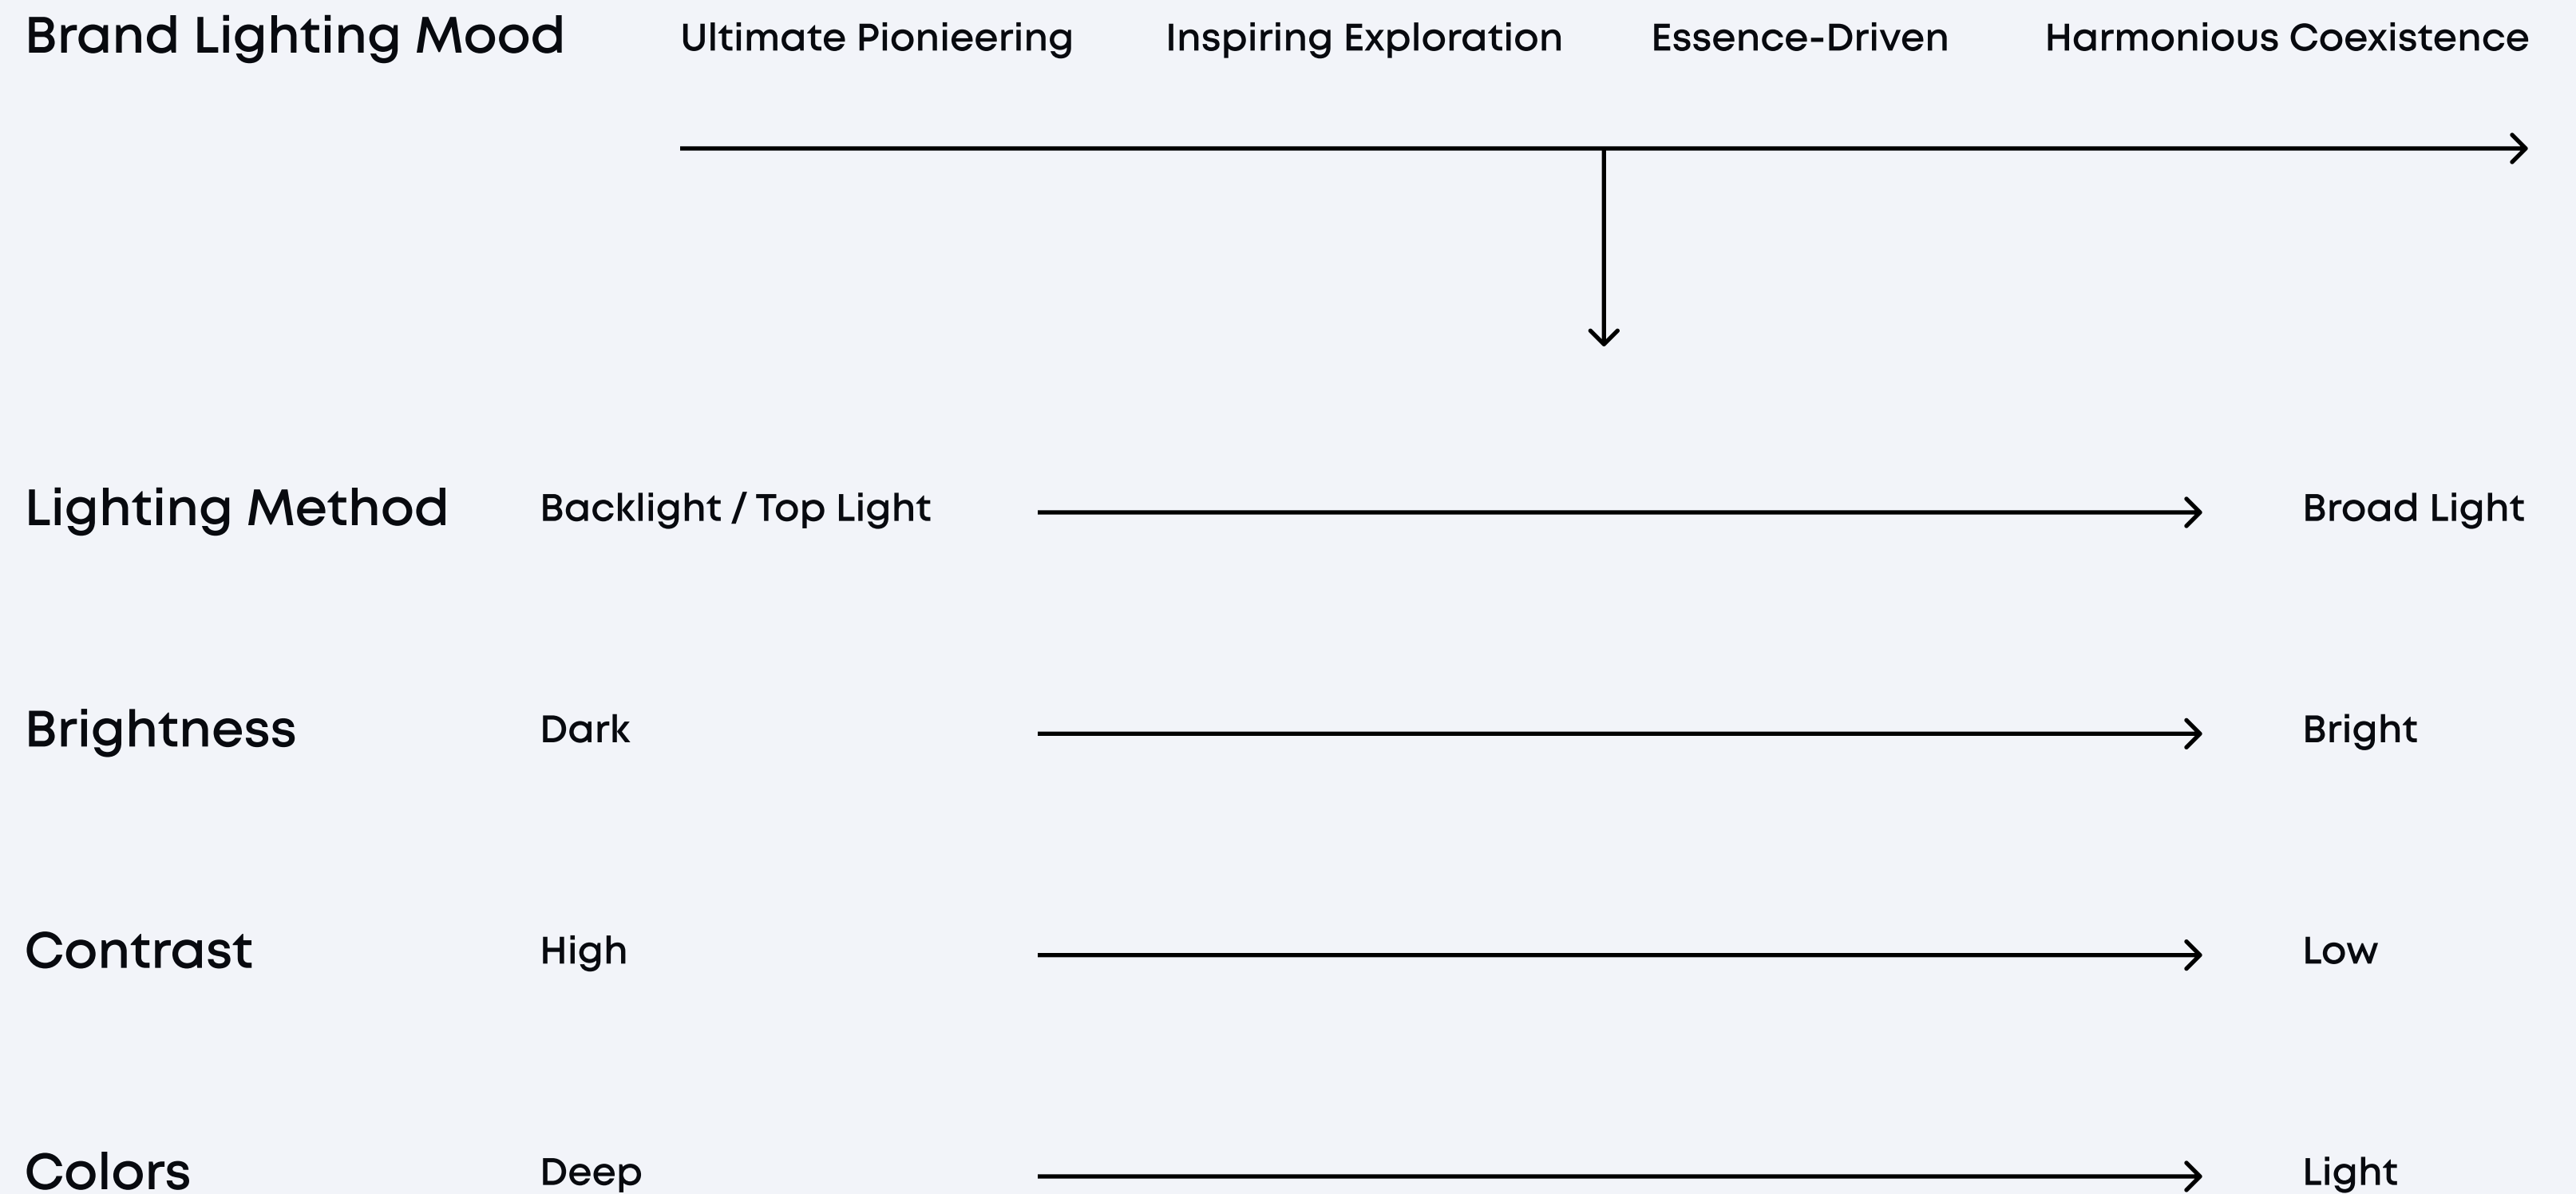 Brand Lighting Mood Ultimate Pionieering Inspiring Exploration Essence-Driven Harmonious Coexistence
Lighting Method Backlight / Top Light Broad Light
Brightness Dark Bright
Contrast High Low
Colors Deep Light